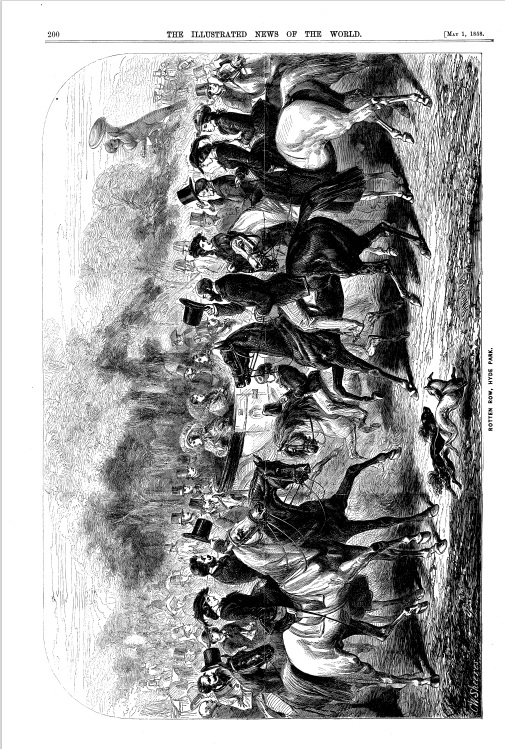 200
THE ILLUSTRATED NEWS OF THE WORLD.
[MAY 1, 1858.
ROTTEN ROW, HYDE PARK.